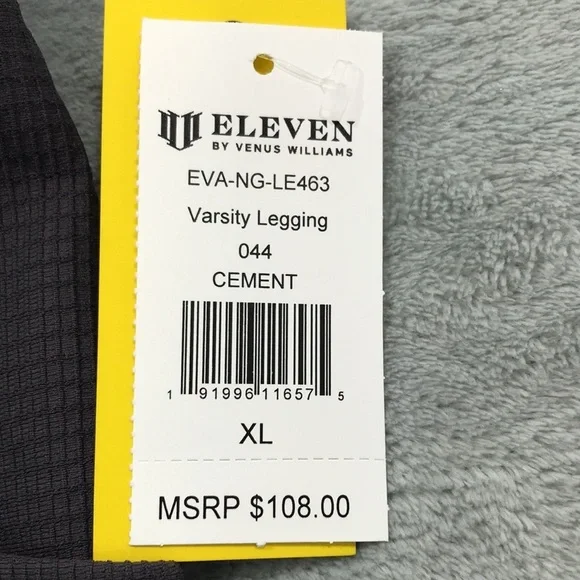 ELEVEN
BY VENUS WILLIAMS
EVA-NG-LE463
Varsity Legging
044
CEMENT
1 91996 11657 5
XL
MSRP $108.00